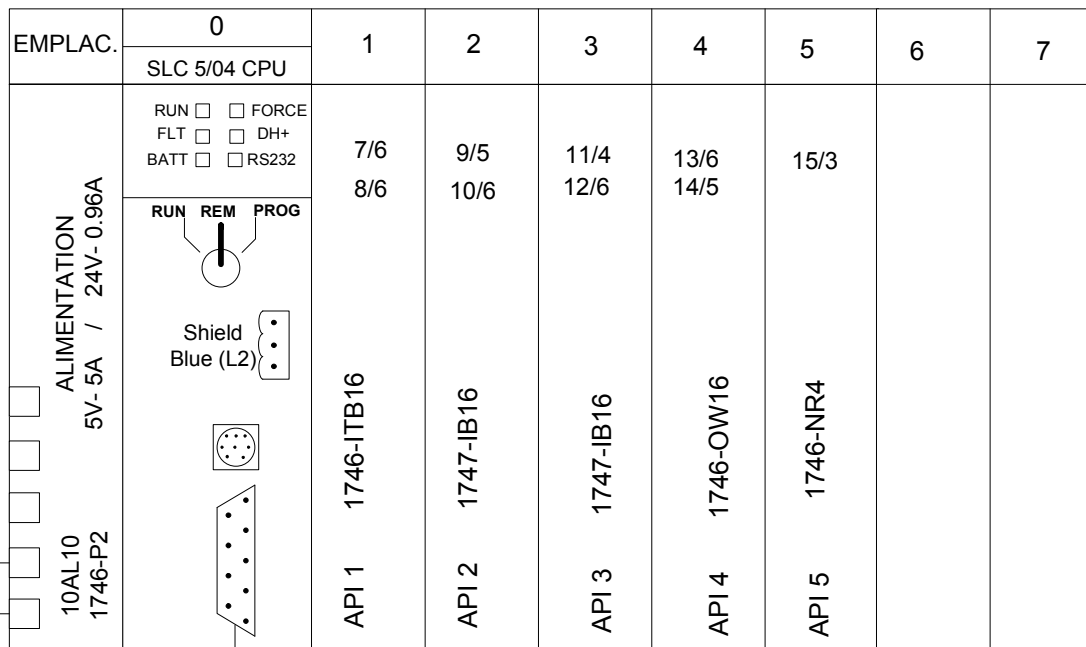 EMPLAC.
0
1
2
3
4
5
6
7
SLC 5/04 CPU
RUN FORCE
FLT DH+
BATT RS232
RUN REM PROG
Shield
Blue (L2)
ALIMENTATION
5V- 5A / 24V- 0.96A
10AL10
1746-P2
7/6
8/6
1746-ITB16
API 1
9/5
10/6
1747-IB16
API 2
11/4
12/6
1747-IB16
API 3
13/6
14/5
1746-OW16
API 4
15/3
1746-NR4
API 5